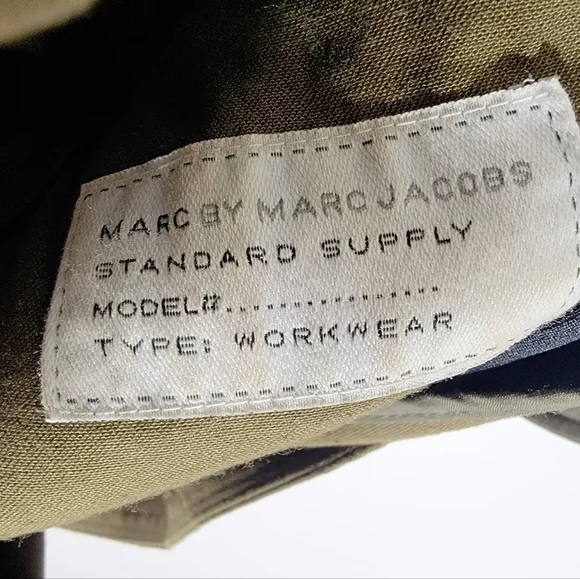 MARC BY MARC JACOBS
STANDARD SUPPLY
MODEL#.................
TYPE: WORKWEAR